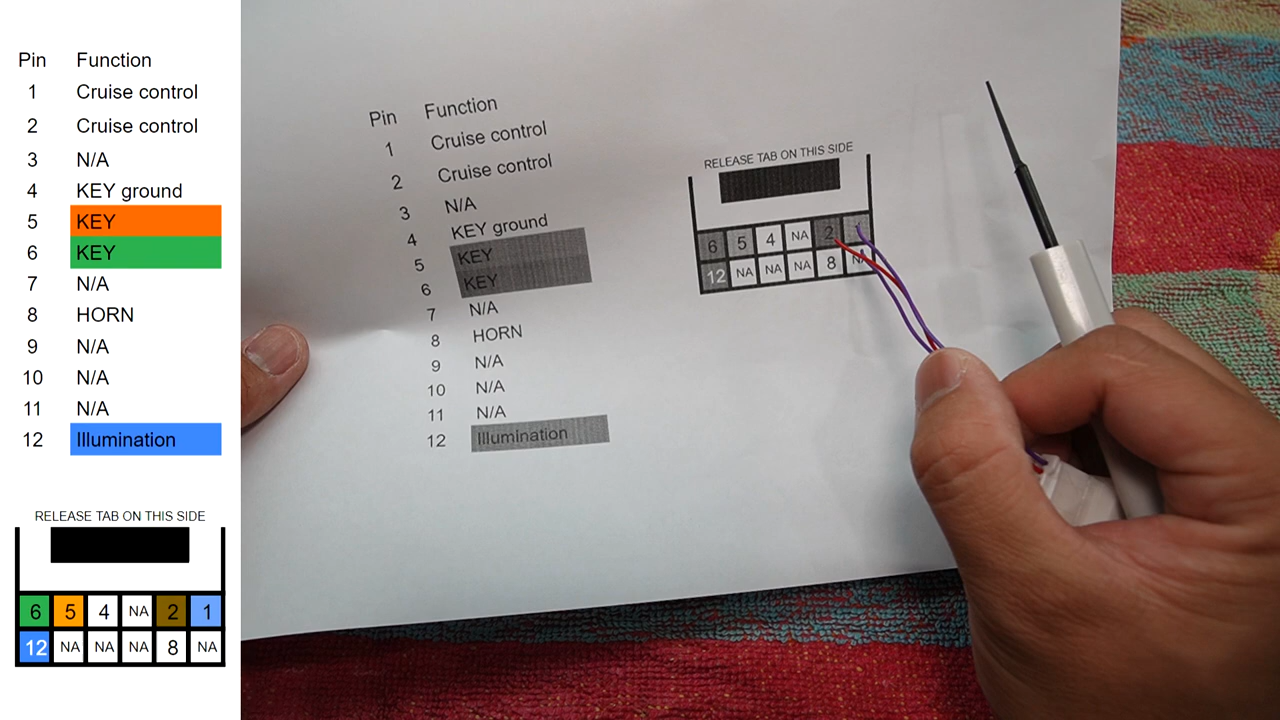 Pin Function
1 Cruise control
2 Cruise control
3 N/A
4 KEY ground
5 KEY
6 KEY
7 N/A
8 HORN
9 N/A
10 N/A
11 N/A
12 Illumination
RELEASE TAB ON THIS SIDE
6 5 4 NA 2 1
12 NA NA NA 8 NA
Pin Function
1 Cruise control
2 Cruise control
3 N/A
4 KEY ground
5 KEY
6 KEY
7 N/A
8 HORN
9 N/A
10 N/A
11 N/A
12 Illumination
RELEASE TAB ON THIS SIDE
6 5 4 NA 2 1
12 NA NA NA 8 NA